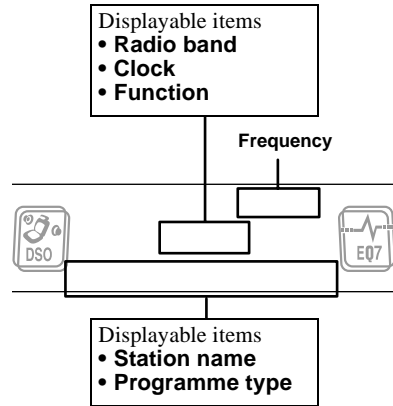 Displayable items
• Radio band
• Clock
• Function
Frequency
DSO
EQ7
Displayable items
• Station name
• Programme type